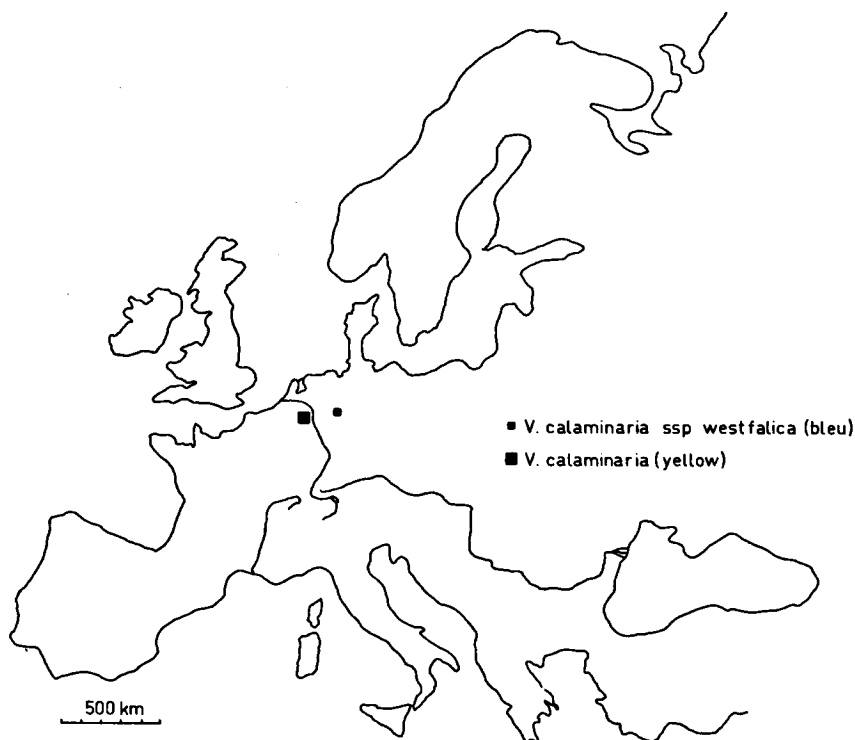 V. calaminaria ssp westfalica (bleu)
V. calaminaria (yellow)
500 km